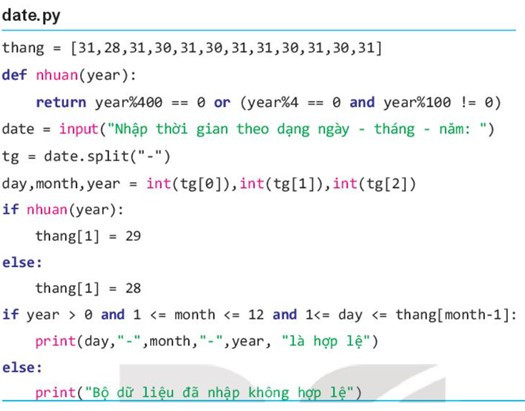 date.py
thang = [31,28,31,30,31,30,31,31,30,31,30,31]
def nhuan(year):
    return year%400 == 0 or (year%4 == 0 and year%100 != 0)
date = input("Nhập thời gian theo dạng ngày - tháng - năm: ")
tg = date.split("-")
day,month,year = int(tg[0]),int(tg[1]),int(tg[2])
if nhuan(year):
    thang[1] = 29
else:
    thang[1] = 28
if year > 0 and 1 <= month <= 12 and 1<= day <= thang[month-1]:
    print(day,"-",month,"-",year, "là hợp lệ")
else:
    print("Bộ dữ liệu đã nhập không hợp lệ")